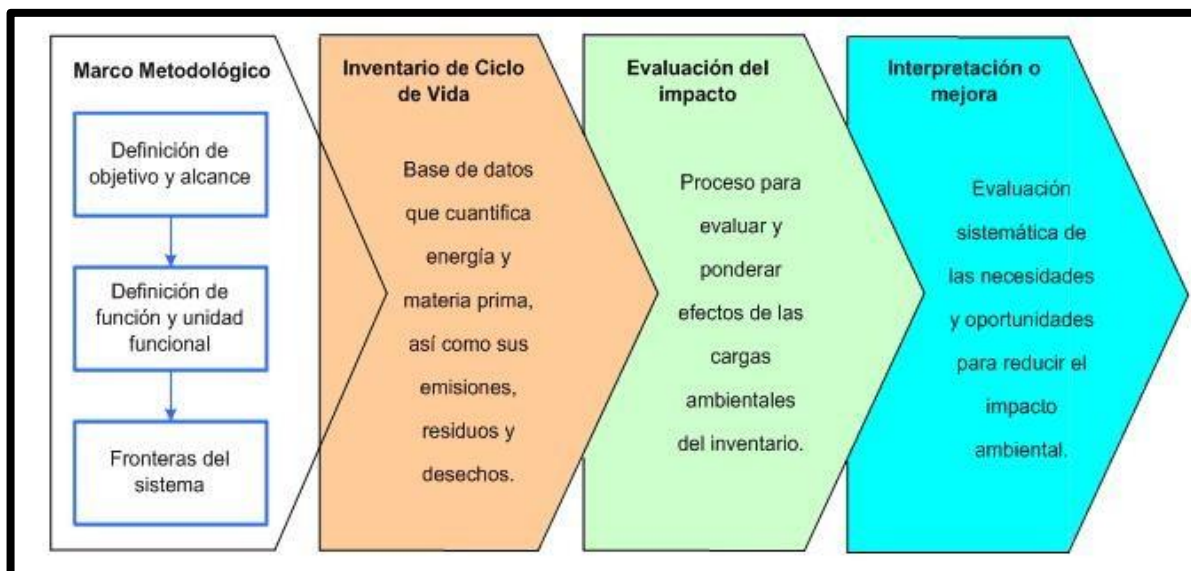 Marco Metodológico
Definición de
objetivo y alcance
Definición de
función y unidad
funcional
Fronteras del
sistema
Inventario de Ciclo
de Vida
Base de datos
que cuantifica
energía y
materia prima,
así como sus
emisiones,
residuos y
desechos.
Evaluación del
impacto
Proceso para
evaluar y
ponderar
efectos de las
cargas
ambientales
del inventario.
Interpretación o
mejora
Evaluación
sistemática de
las necesidades
y oportunidades
para reducir el
impacto
ambiental.